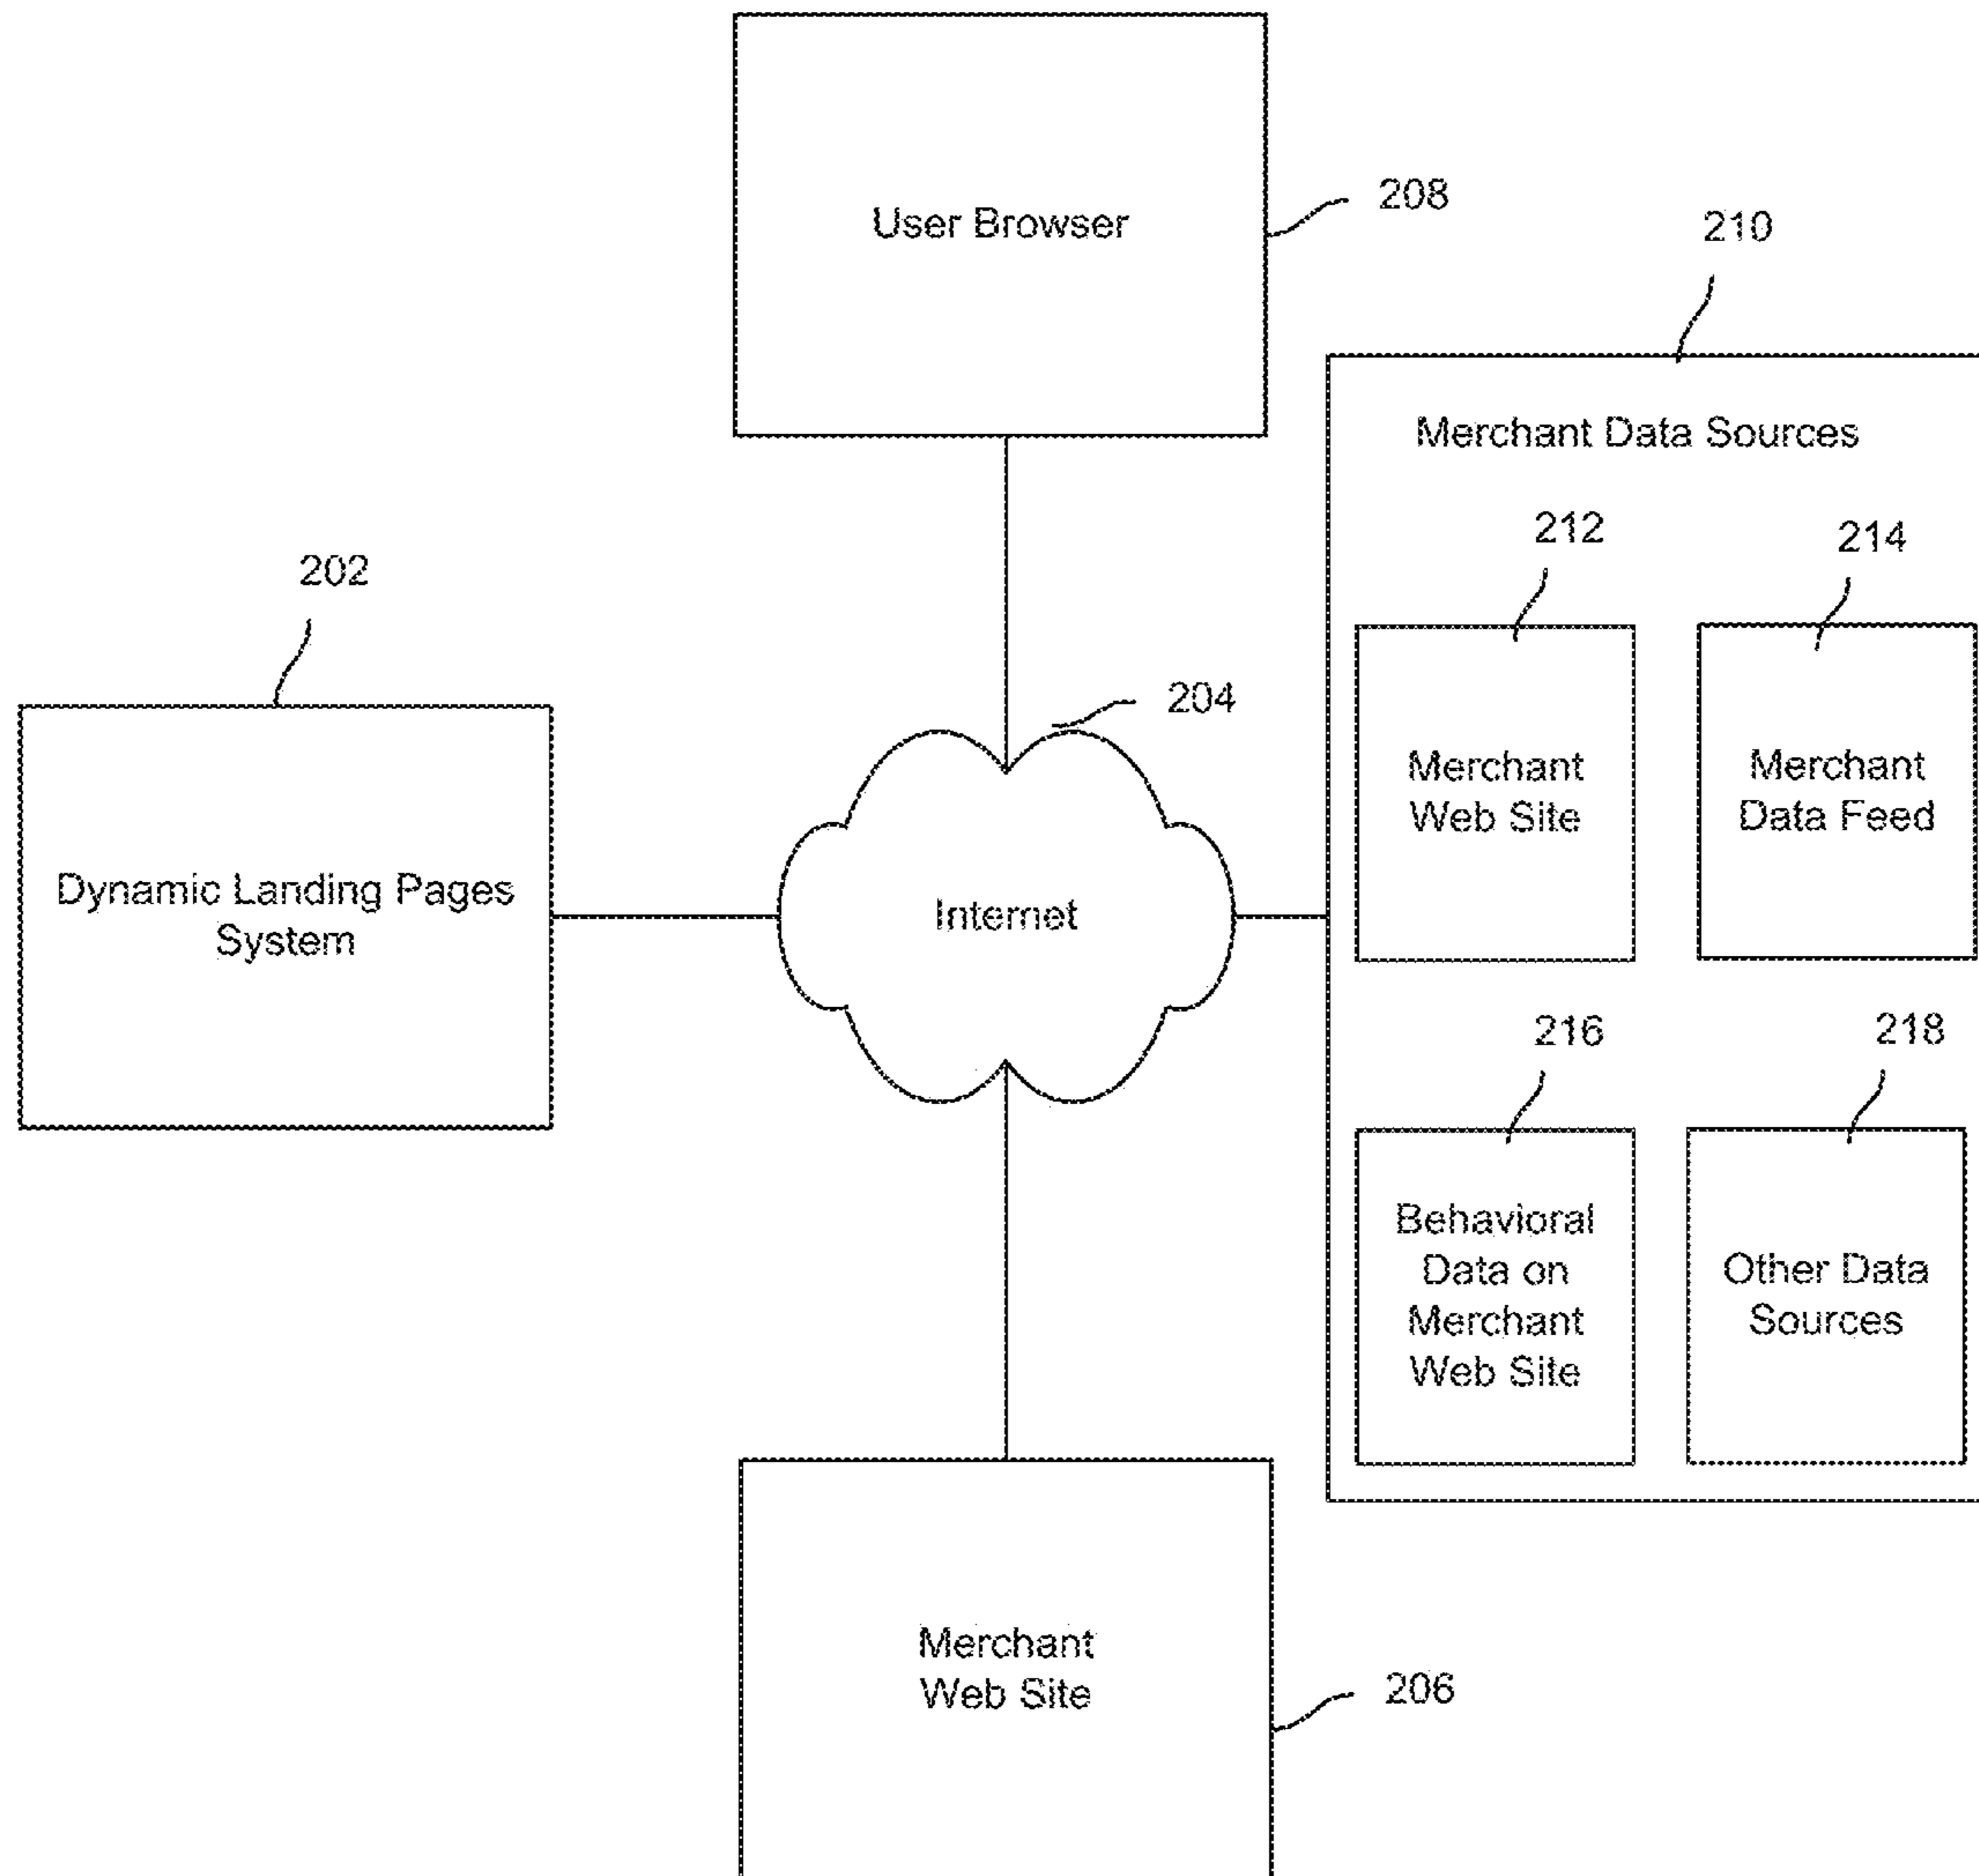 User Browser
208
210
Merchant Data Sources
212
214
Merchant
Web Site
Merchant
Data Feed
216
218
Behavioral
Data on
Merchant
Web Site
Other Data
Sources
202
Dynamic Landing Pages
System
204
Internet
Merchant
Web Site
206